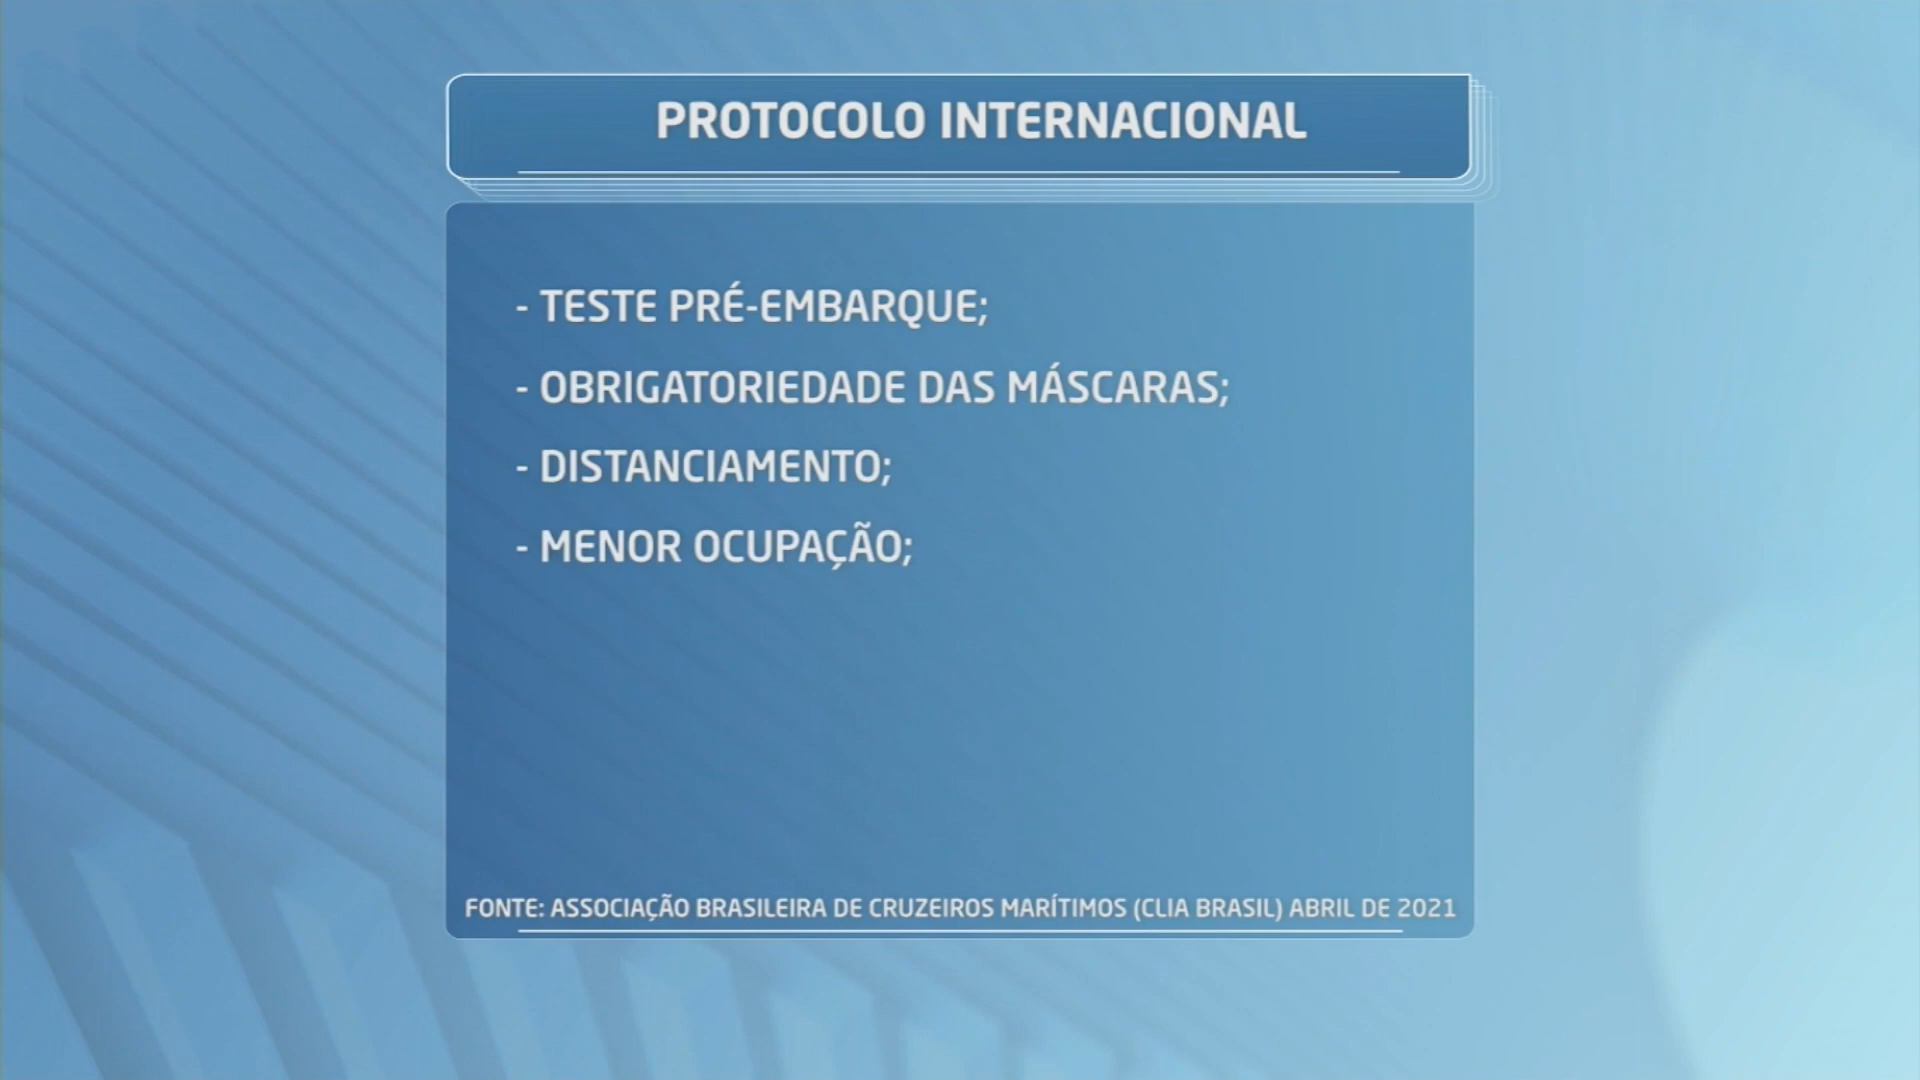 PROTOCOLO INTERNACIONAL
- TESTE PRÉ-EMBARQUE;
- OBRIGATORIEDADE DAS MÁSCARAS;
- DISTANCIAMENTO;
- MENOR OCUPAÇÃO;
FONTE: ASSOCIAÇÃO BRASILEIRA DE CRUZEIROS MARÍTIMOS (CLIA BRASIL) ABRIL DE 2021